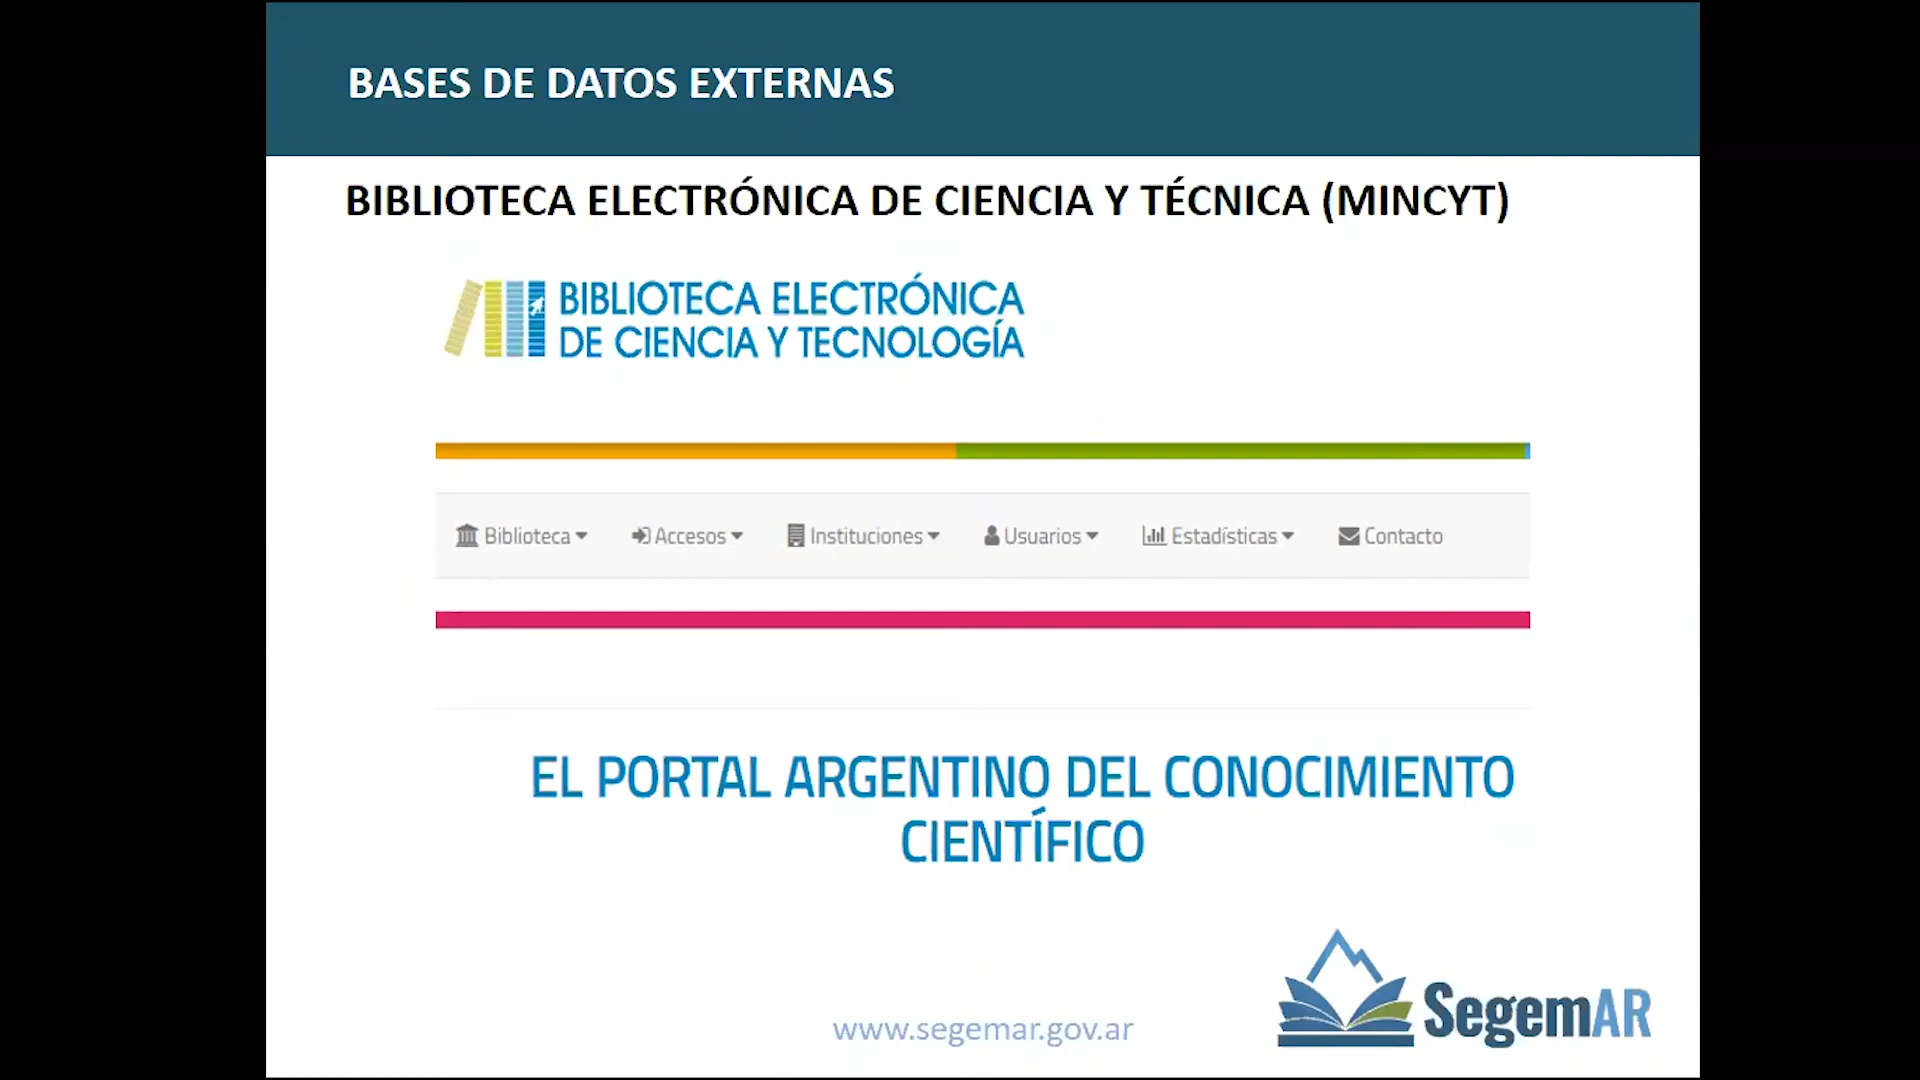 BASES DE DATOS EXTERNAS
BIBLIOTECA ELECTRÓNICA DE CIENCIA Y TÉCNICA (MINCYT)
BIBLIOTECA ELECTRÓNICA
DE CIENCIA Y TECNOLOGÍA
Biblioteca Accesos Instituciones Usuarios Estadísticas Contacto
EL PORTAL ARGENTINO DEL CONOCIMIENTO
CIENTÍFICO
www.segemar.gov.ar
SegemAR